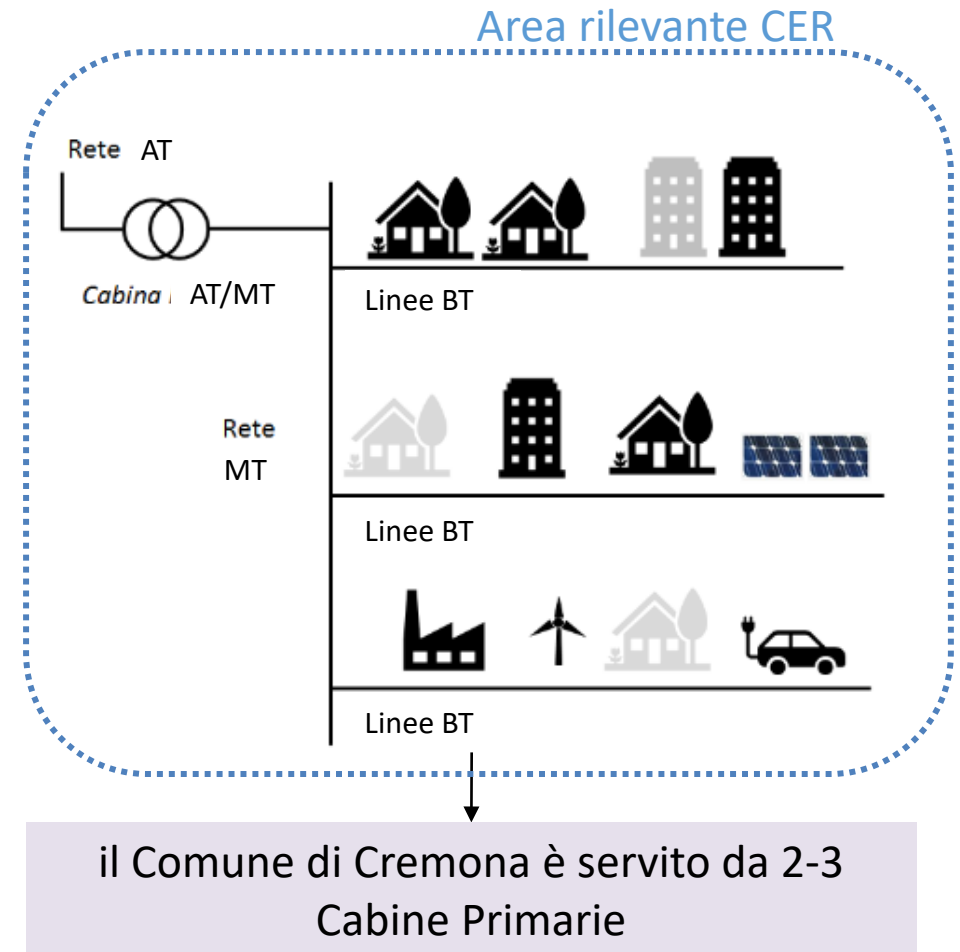 Area rilevante CER
Rete AT
Cabina AT/MT
Linee BT
Rete
MT
Linee BT
Linee BT
il Comune di Cremona è servito da 2-3
Cabine Primarie